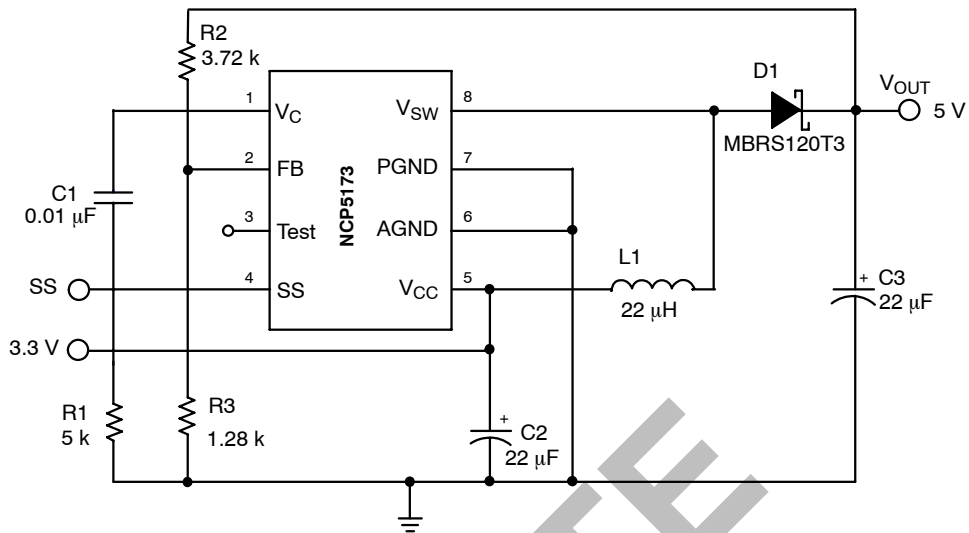 R2
3.72 k
D1
VOUT
5 V
MBRS120T3
1
VC
VSW
8
2
FB
PGND
7
NCP5173
C1
0.01 μF
3
Test
AGND
6
4
SS
SS
VCC
5
L1
22 μH
+
C3
22 μF
3.3 V
R1
5 k
R3
1.28 k
+
C2
22 μF
TE